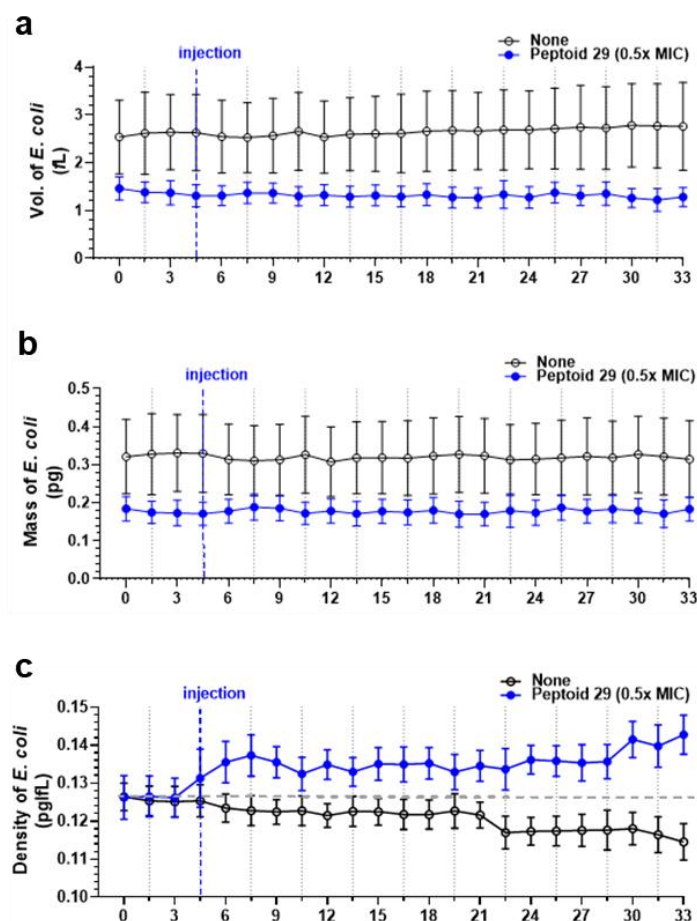 a
injection
None
Peptoid 29 (0.5x MIC)
Vol. of E. coli
(fL)
4
3
2
1
0
0 3 6 9 12 15 18 21 24 27 30 33
b
injection
None
Peptoid 29 (0.5x MIC)
Mass of E. coli
(pg)
0.5
0.4
0.3
0.2
0.1
0.0
0 3 6 9 12 15 18 21 24 27 30 33
c
injection
None
Peptoid 29 (0.5x MIC)
Density of E. coli
(pg/fL)
0.15
0.14
0.13
0.12
0.11
0.10
0 3 6 9 12 15 18 21 24 27 30 33